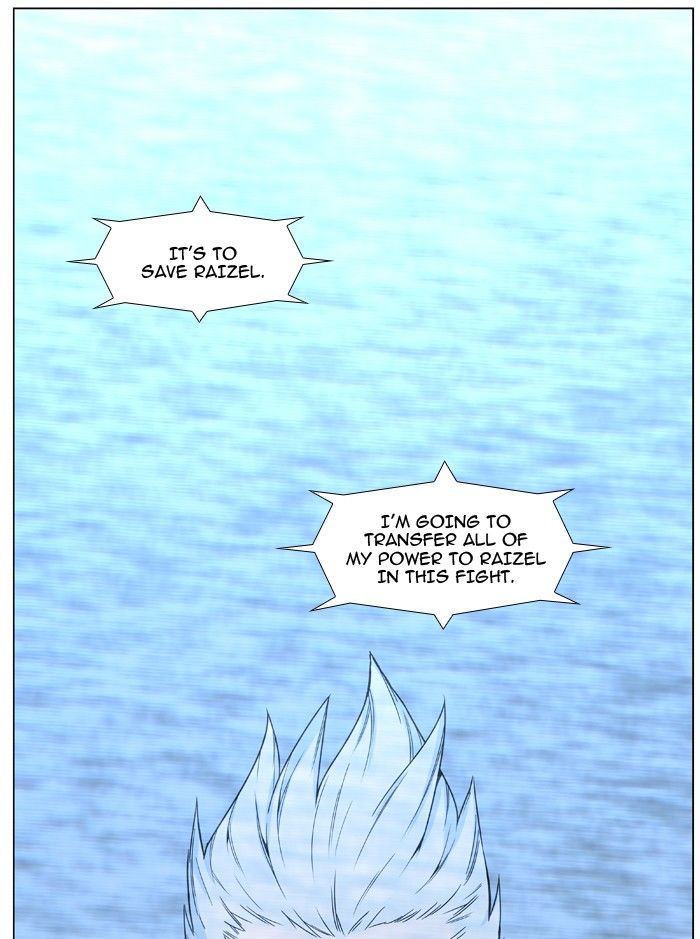 IT'S TO
SAVE RAIZEL.
I'M GOING TO
TRANSFER ALL OF
MY POWER TO RAIZEL
IN THIS FIGHT.